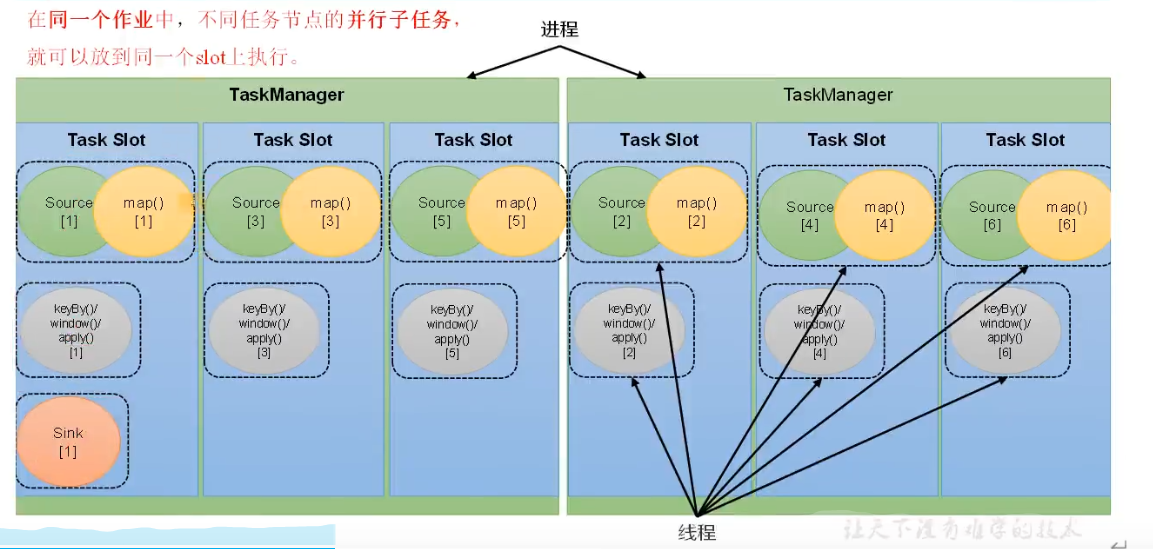 在同一个作业中，不同任务节点的并行子任务，
就可以放到同一个slot上执行。
进程
TaskManager
TaskManager
Task Slot
Task Slot
Task Slot
Task Slot
Task Slot
Task Slot
Source
[1]
map()
[1]
Source
[3]
map()
[3]
Source
[5]
map()
[5]
Source
[2]
map()
[2]
Source
[4]
map()
[4]
Source
[6]
map()
[6]
keyBy()/
window()/
apply()
[1]
keyBy()/
window()/
apply()
[3]
keyBy()/
window()/
apply()
[5]
keyBy()/
window()/
apply()
[2]
keyBy()/
window()/
apply()
[4]
keyBy()/
window()/
apply()
[6]
Sink
[1]
线程
让天下没有难学的技术